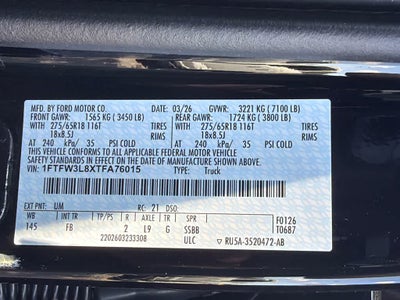 MFD. BY FORD MOTOR CO. 03/26 GVWR: 3221 KG ( 7100 LB)
FRONT GAWR: 1565 KG ( 3450 LB) REAR GAWR: 1724 KG ( 3800 LB)
WITH 275/65R18 116T TIRES WITH 275/65R18 116T TIRES
18x8.5J RIMS 18x8.5J RIMS
AT 240 kPa/ 35 PSI COLD AT 240 kPa/ 35 PSI COLD
THIS VEHICLE CONFORMS TO ALL APPLICABLE FEDERAL MOTOR VEHICLE SAFETY
STANDARDS IN EFFECT ON THE DATE OF MANUFACTURE SHOWN ABOVE.
VIN: 1FTFW3L8XTFA76015 TYPE: Truck
EXT PNT: UM RC: 21 DSO:
WB INT TR TP/PS R AXLE TR SPR F0126
145 FB 2 L9 G SSBB T0687
2202603233308 ULC ▽ RU5A-3520472-AB